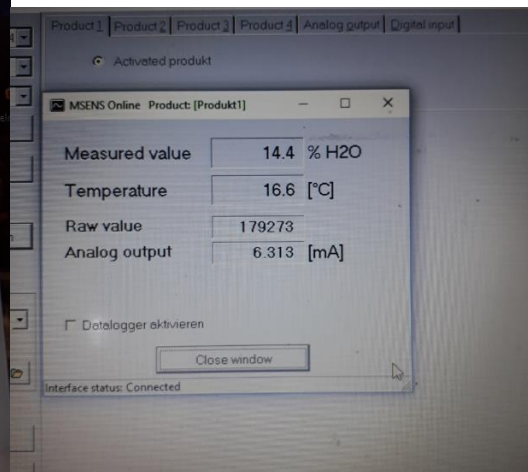 Product 1 Product 2 Product 3 Product 4 Analog output Digital input
Activated produkt
MSENS Online Product: [Produkt1]
Measured value 14.4 % H2O
Temperature 16.6 [°C]
Raw value 179273
Analog output 6.313 [mA]
Datalogger aktivieren
Close window
Interface status: Connected